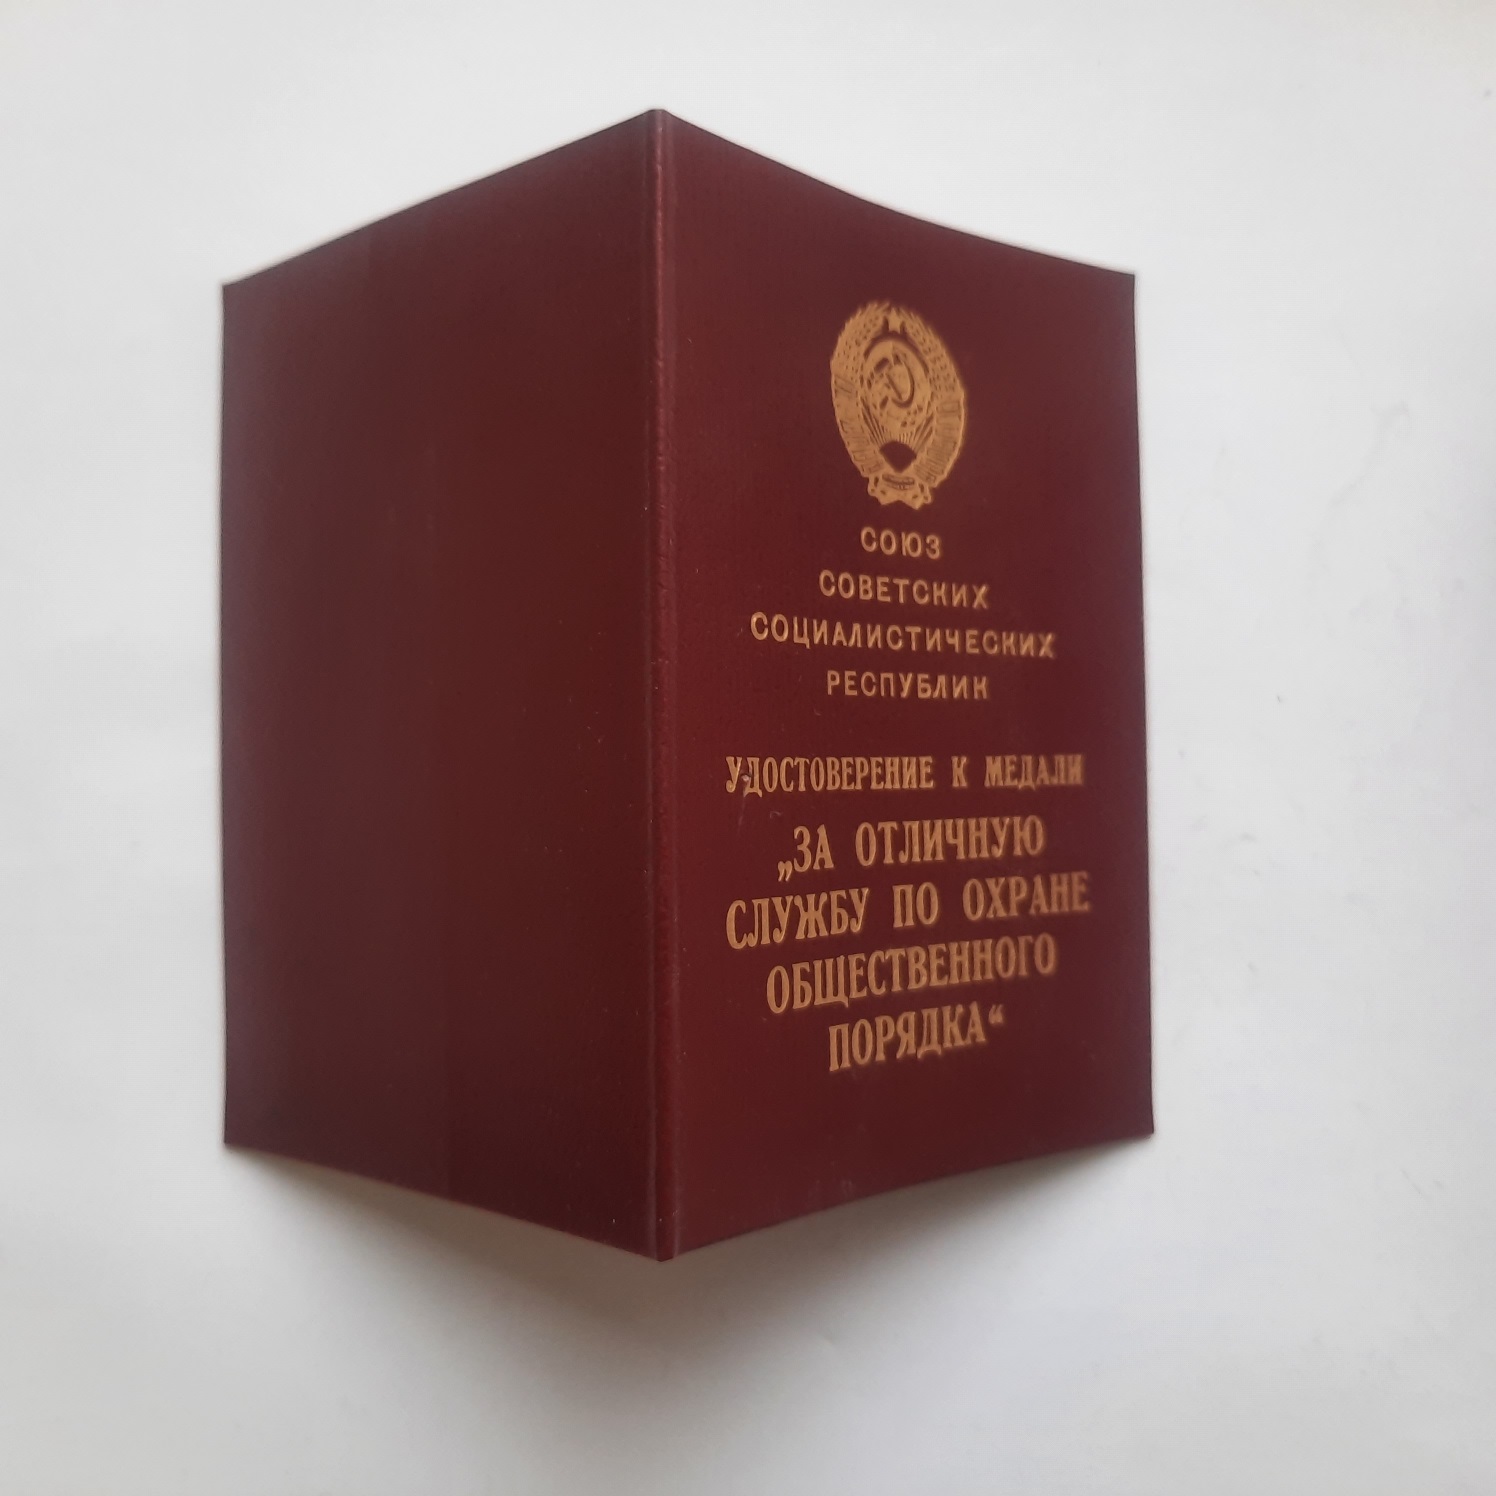 СОЮЗ
СОВЕТСКИХ
СОЦИАЛИСТИЧЕСКИХ
РЕСПУБЛИК
УДОСТОВЕРЕНИЕ К МЕДАЛИ
„ЗА ОТЛИЧНУЮ
СЛУЖБУ ПО ОХРАНЕ
ОБЩЕСТВЕННОГО
ПОРЯДКА“